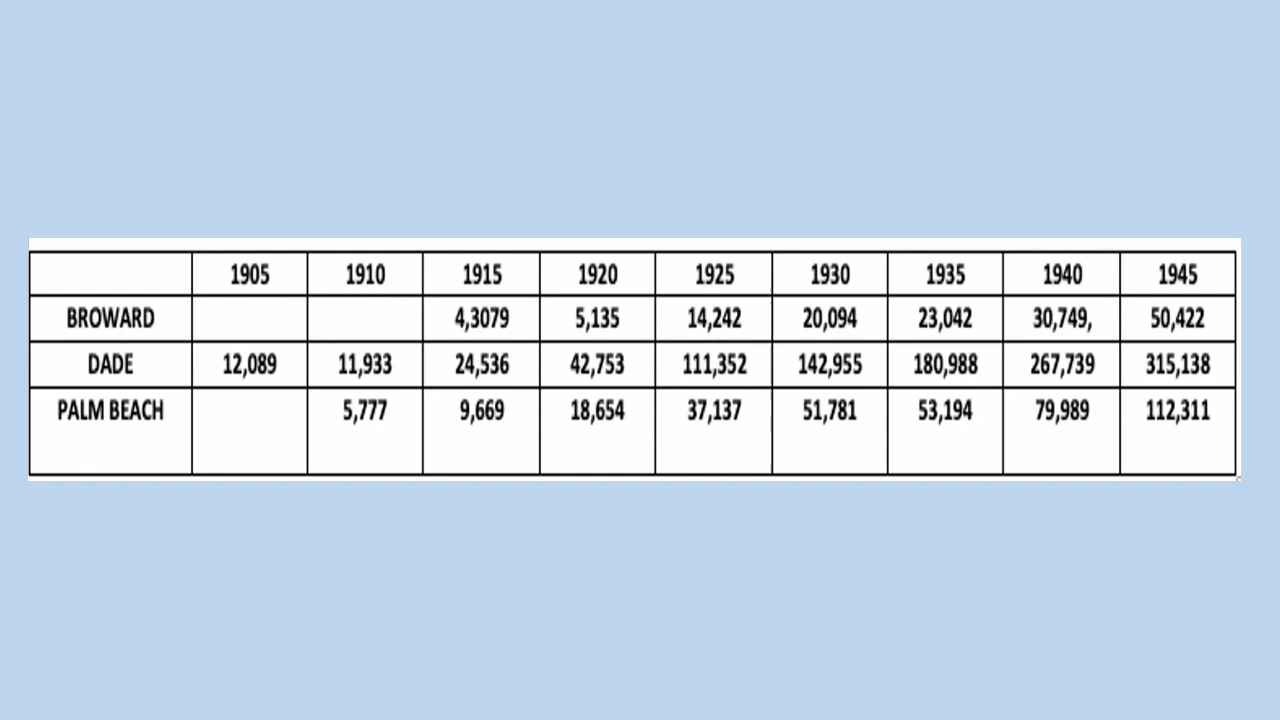 1905 1910 1915 1920 1925 1930 1935 1940 1945
BROWARD 4,3079 5,135 14,242 20,094 23,042 30,749, 50,422
DADE 12,089 11,933 24,536 42,753 111,352 142,955 180,988 267,739 315,138
PALM BEACH 5,777 9,669 18,654 37,137 51,781 53,194 79,989 112,311